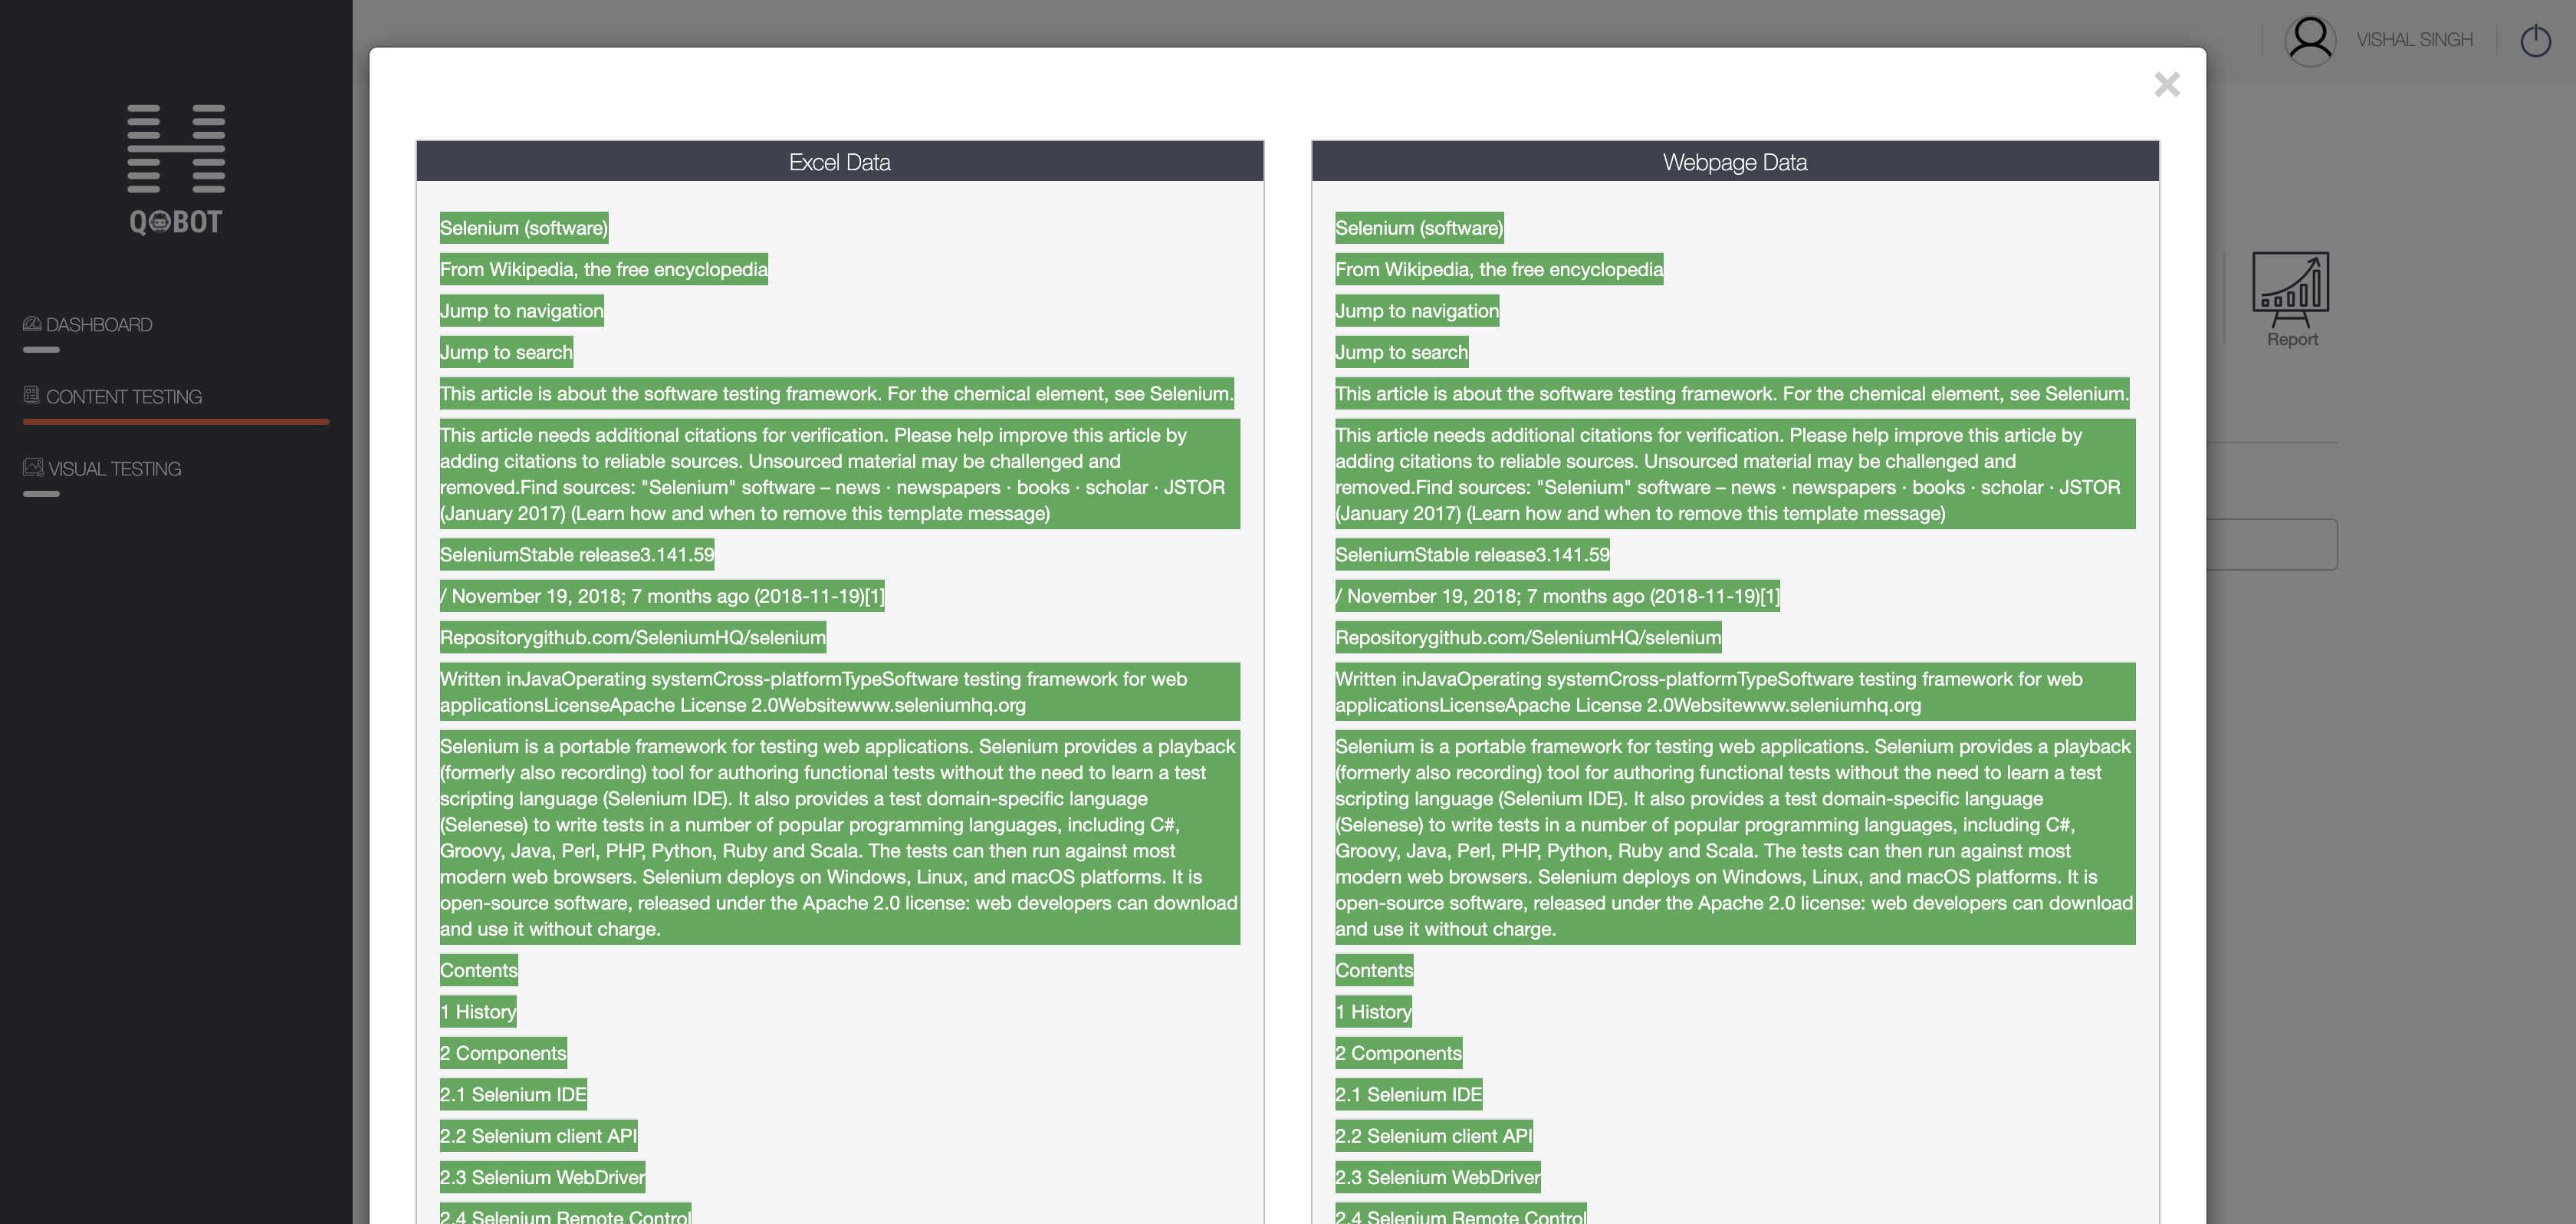 VISHAL SINGH
QOBOT
DASHBOARD
CONTENT TESTING
VISUAL TESTING
Report
Excel Data
Selenium (software)
From Wikipedia, the free encyclopedia
Jump to navigation
Jump to search
This article is about the software testing framework. For the chemical element, see Selenium.
This article needs additional citations for verification. Please help improve this article by
adding citations to reliable sources. Unsourced material may be challenged and
removed.Find sources: "Selenium" software – news · newspapers · books · scholar · JSTOR
(January 2017) (Learn how and when to remove this template message)
SeleniumStable release3.141.59
/ November 19, 2018; 7 months ago (2018-11-19)[1]
Repositorygithub.com/SeleniumHQ/selenium
Written inJavaOperating systemCross-platformTypeSoftware testing framework for web
applicationsLicenseApache License 2.0Websitewww.seleniumhq.org
Selenium is a portable framework for testing web applications. Selenium provides a playback
(formerly also recording) tool for authoring functional tests without the need to learn a test
scripting language (Selenium IDE). It also provides a test domain-specific language
(Selenese) to write tests in a number of popular programming languages, including C#,
Groovy, Java, Perl, PHP, Python, Ruby and Scala. The tests can then run against most
modern web browsers. Selenium deploys on Windows, Linux, and macOS platforms. It is
open-source software, released under the Apache 2.0 license: web developers can download
and use it without charge.
Contents
1 History
2 Components
2.1 Selenium IDE
2.2 Selenium client API
2.3 Selenium WebDriver
2.4 Selenium Remote Control
Webpage Data
Selenium (software)
From Wikipedia, the free encyclopedia
Jump to navigation
Jump to search
This article is about the software testing framework. For the chemical element, see Selenium.
This article needs additional citations for verification. Please help improve this article by
adding citations to reliable sources. Unsourced material may be challenged and
removed.Find sources: "Selenium" software – news · newspapers · books · scholar · JSTOR
(January 2017) (Learn how and when to remove this template message)
SeleniumStable release3.141.59
/ November 19, 2018; 7 months ago (2018-11-19)[1]
Repositorygithub.com/SeleniumHQ/selenium
Written inJavaOperating systemCross-platformTypeSoftware testing framework for web
applicationsLicenseApache License 2.0Websitewww.seleniumhq.org
Selenium is a portable framework for testing web applications. Selenium provides a playback
(formerly also recording) tool for authoring functional tests without the need to learn a test
scripting language (Selenium IDE). It also provides a test domain-specific language
(Selenese) to write tests in a number of popular programming languages, including C#,
Groovy, Java, Perl, PHP, Python, Ruby and Scala. The tests can then run against most
modern web browsers. Selenium deploys on Windows, Linux, and macOS platforms. It is
open-source software, released under the Apache 2.0 license: web developers can download
and use it without charge.
Contents
1 History
2 Components
2.1 Selenium IDE
2.2 Selenium client API
2.3 Selenium WebDriver
2.4 Selenium Remote Control